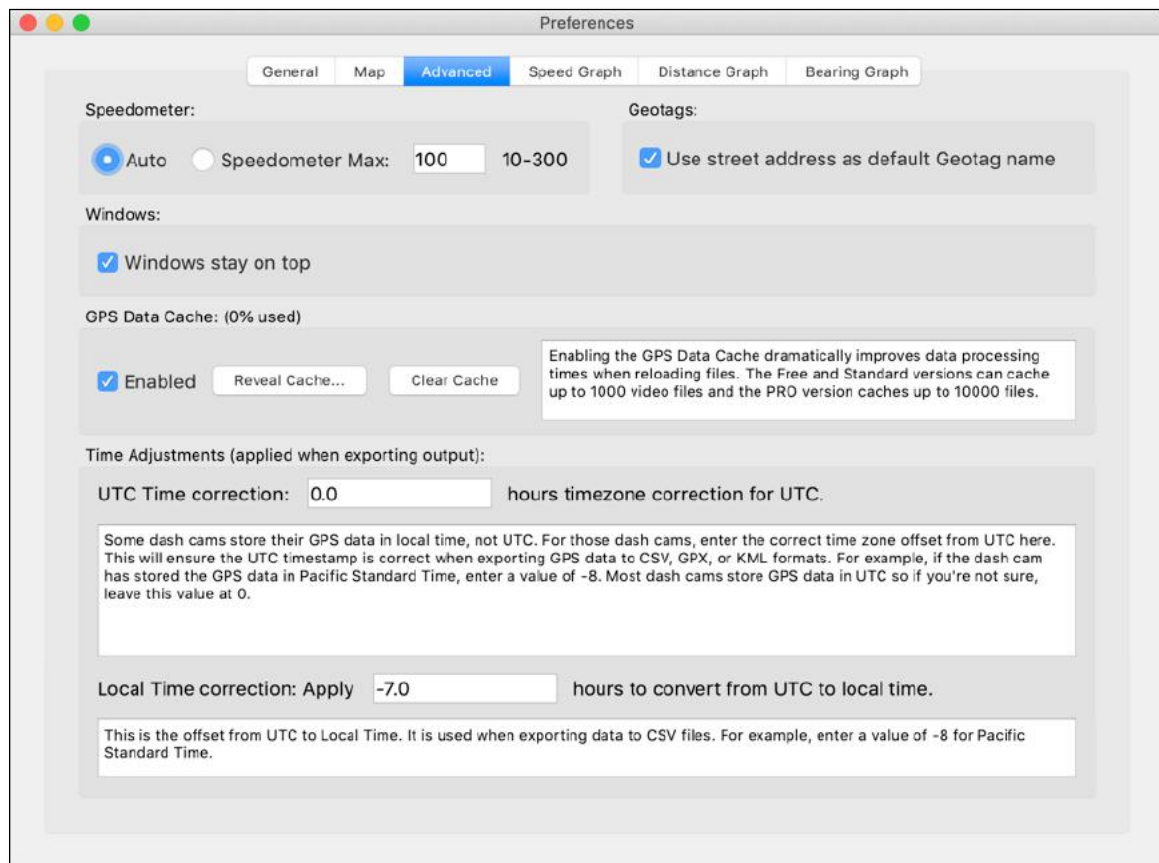 Preferences
General Map Advanced Speed Graph Distance Graph Bearing Graph
Speedometer:
Auto Speedometer Max: 100 10-300
Geotags:
Use street address as default Geotag name
Windows:
Windows stay on top
GPS Data Cache: (0% used)
Enabled Reveal Cache... Clear Cache
Enabling the GPS Data Cache dramatically improves data processing
times when reloading files. The Free and Standard versions can cache
up to 1000 video files and the PRO version caches up to 10000 files.
Time Adjustments (applied when exporting output):
UTC Time correction: 0.0 hours timezone correction for UTC.
Some dash cams store their GPS data in local time, not UTC. For those dash cams, enter the correct time zone offset from UTC here.
This will ensure the UTC timestamp is correct when exporting GPS data to CSV, GPX, or KML formats. For example, if the dash cam
has stored the GPS data in Pacific Standard Time, enter a value of -8. Most dash cams store GPS data in UTC so if you're not sure,
leave this value at 0.
Local Time correction: Apply -7.0 hours to convert from UTC to local time.
This is the offset from UTC to Local Time. It is used when exporting data to CSV files. For example, enter a value of -8 for Pacific
Standard Time.